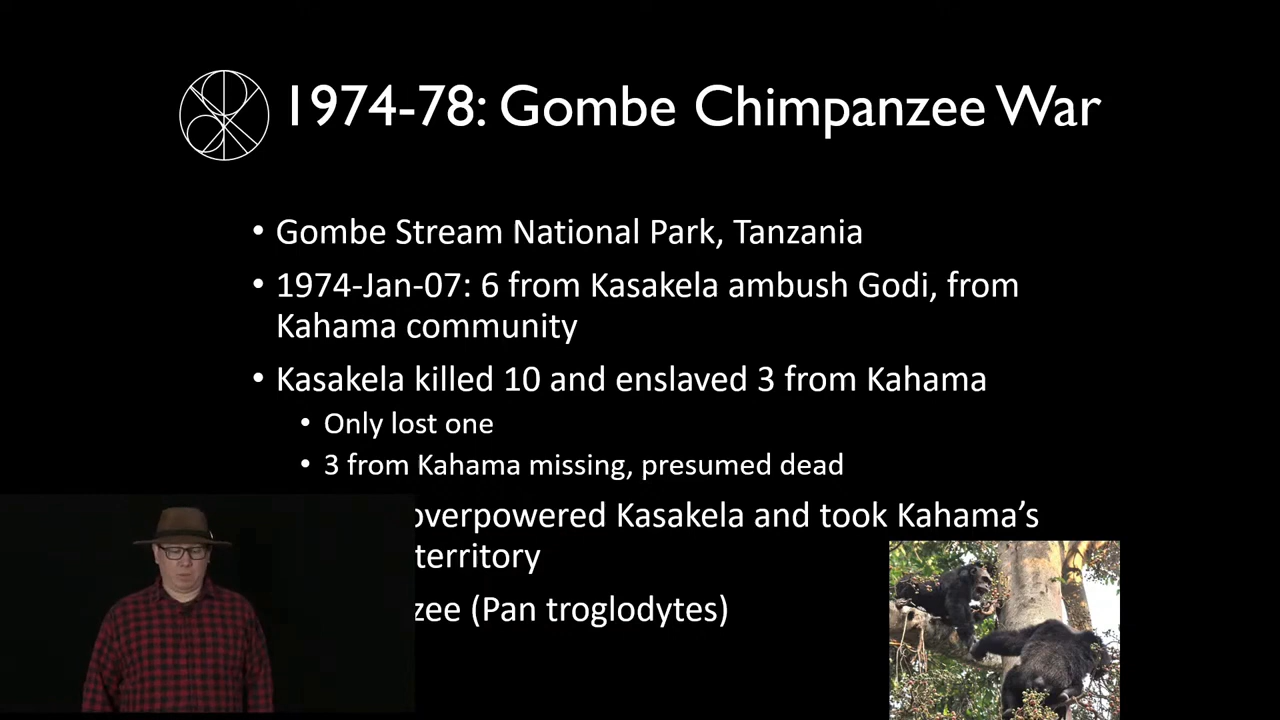 1974-78: Gombe Chimpanzee War
• Gombe Stream National Park, Tanzania
• 1974-Jan-07: 6 from Kasakela ambush Godi, from
Kahama community
• Kasakela killed 10 and enslaved 3 from Kahama
• Only lost one
• 3 from Kahama missing, presumed dead
overpowered Kasakela and took Kahama’s
territory
zee (Pan troglodytes)